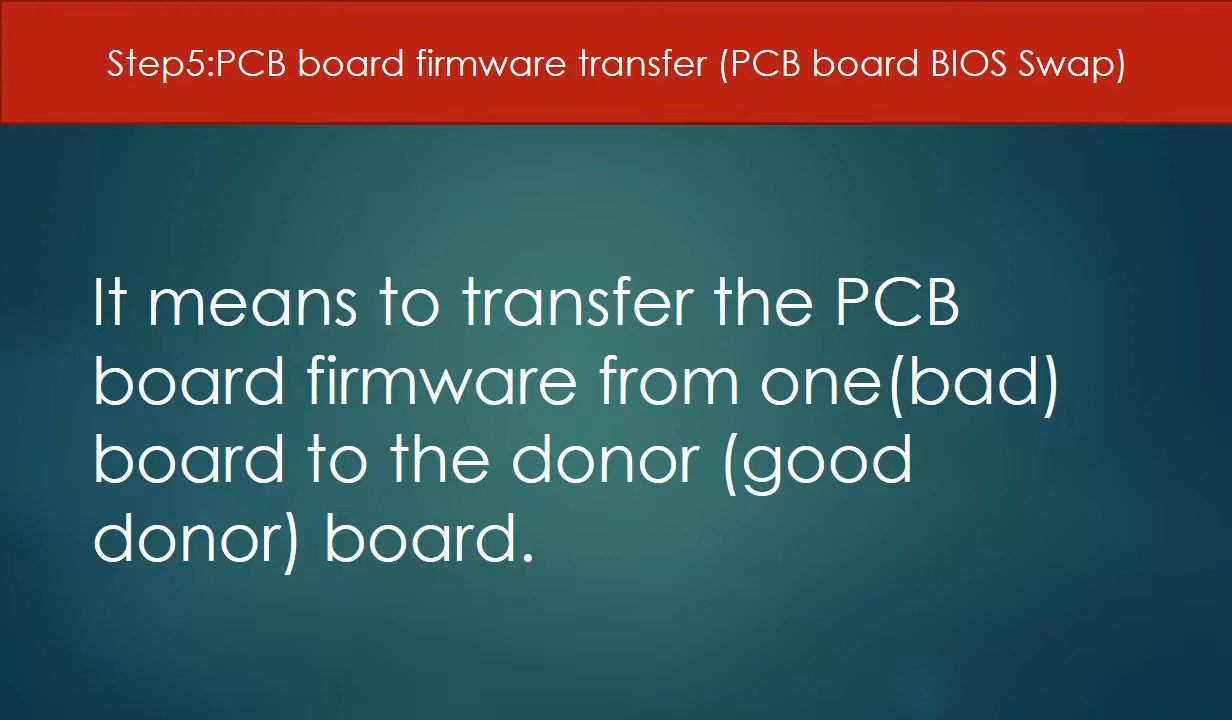 Step5:PCB board firmware transfer (PCB board BIOS Swap)
It means to transfer the PCB
board firmware from one(bad)
board to the donor (good
donor) board.